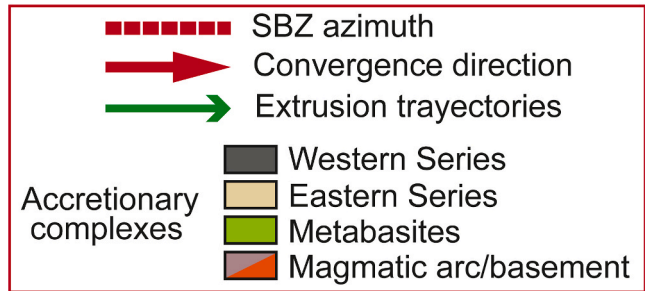 SBZ azimuth
Convergence direction
Extrusion trayectories
Accretionary
complexes
Western Series
Eastern Series
Metabasites
Magmatic arc/basement